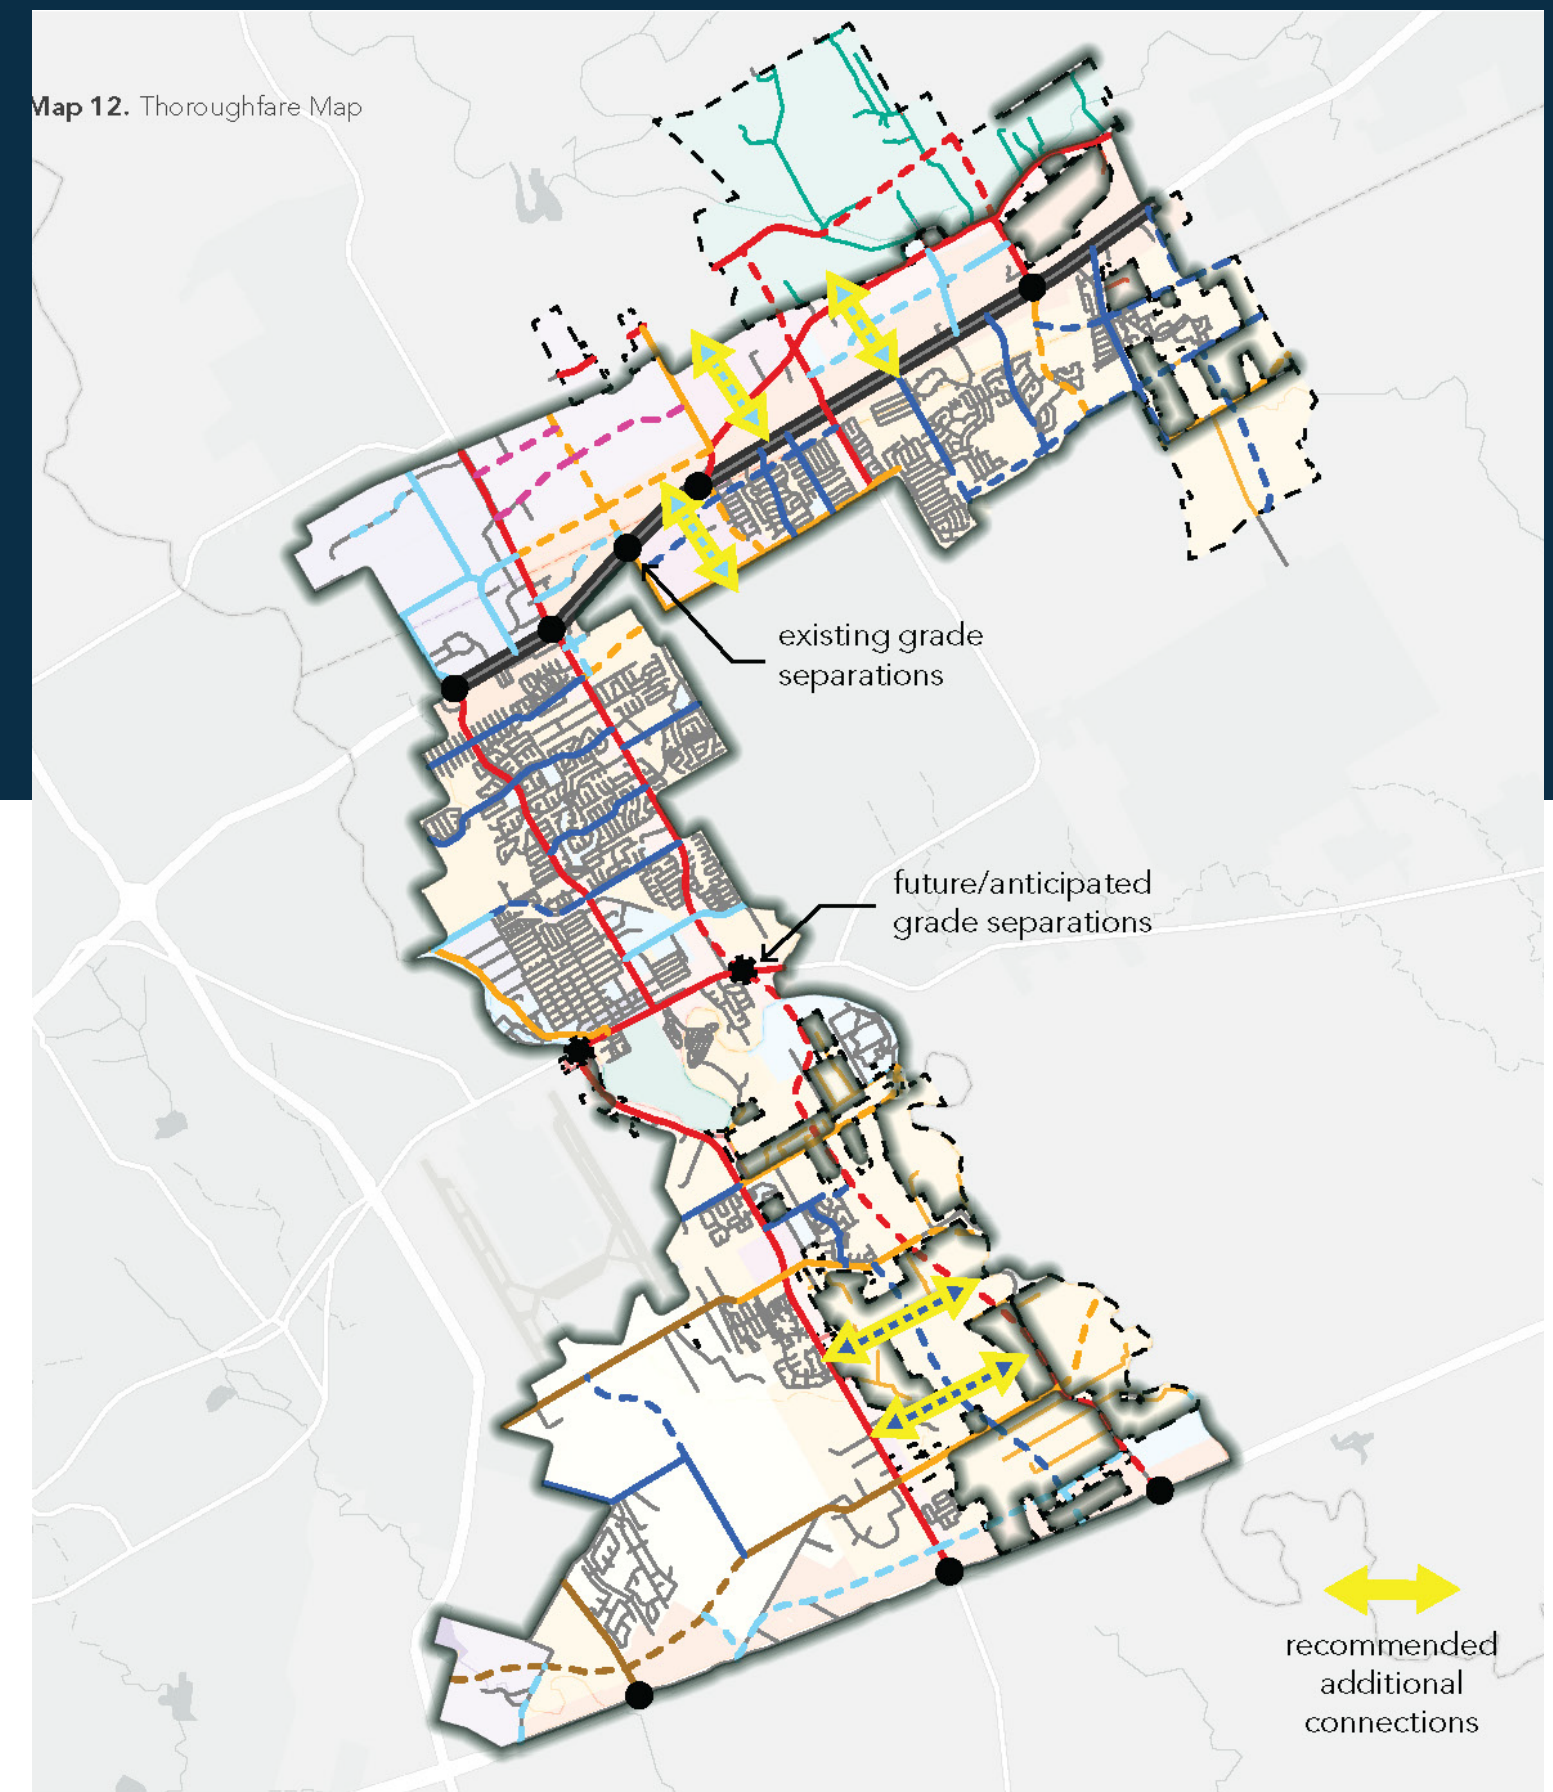 Map 12. Thoroughfare Map
existing grade
separations
future/anticipated
grade separations
recommended
additional
connections